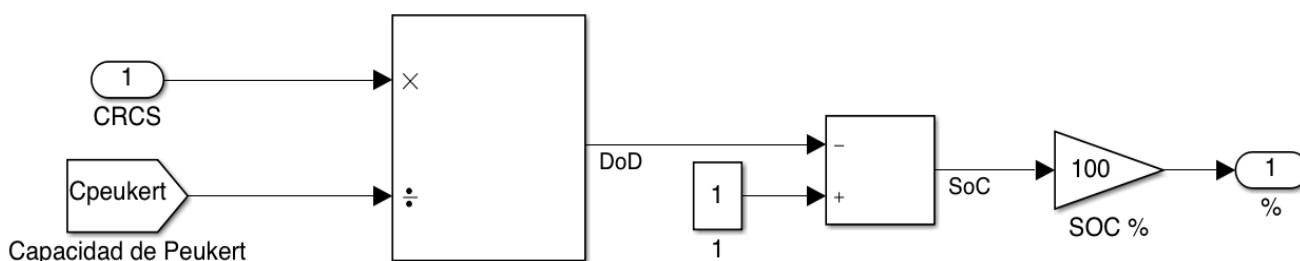 1
CRCS
Cpeukert
Capacidad de Peukert
×
÷
DoD
1
1
−
+
SoC
100
SOC %
1
%